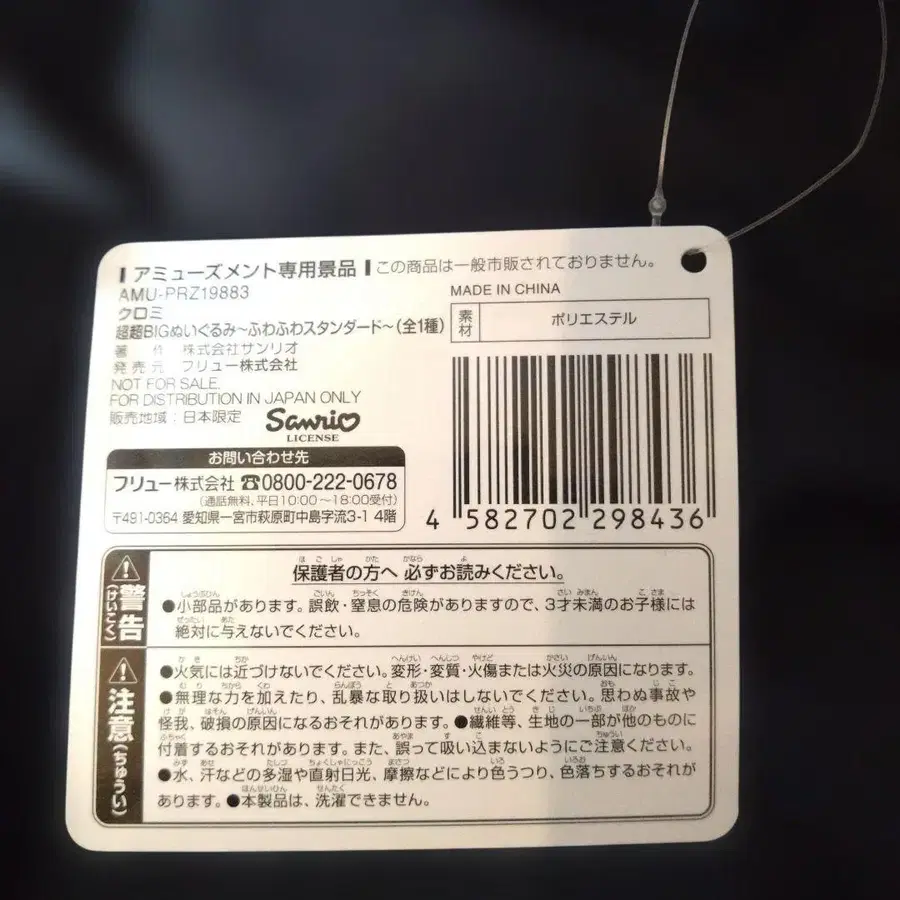 アミューズメント専用景品 この商品は一般市販されておりません。
AMU-PRZ19883
クロミ
超超BIGぬいぐるみ~ふわふわスタンダード~(全1種)
著作 株式会社サンリオ
発売元 フリュー株式会社
NOT FOR SALE.
FOR DISTRIBUTION IN JAPAN ONLY
販売地域:日本限定
Sanrio
LICENSE
MADE IN CHINA
素材 ポリエステル
4 582702 298436
お問い合わせ先
フリュー株式会社 ☎0800-222-0678
(通話無料、平日10:00~18:00受付)
〒491-0364 愛知県一宮市萩原町中島字流3-1 4階
警告(けいこく)
保護者の方へ 必ずお読みください。
●小部品があります。誤飲・窒息の危険がありますので、3才未満のお子様には
絶対に与えないでください。
注意(ちゅうい)
●火気には近づけないでください。変形・変質・火傷または火災の原因になります。
●無理な力を加えたり、乱暴な取り扱いはしないでください。思わぬ事故や
怪我、破損の原因になるおそれがあります。●繊維等、生地の一部が他のものに
付着するおそれがあります。また、誤って吸い込まないようにご注意ください。
●水、汗などの多湿や直射日光、摩擦などにより色うつり、色落ちするおそれが
あります。●本製品は、洗濯できません。